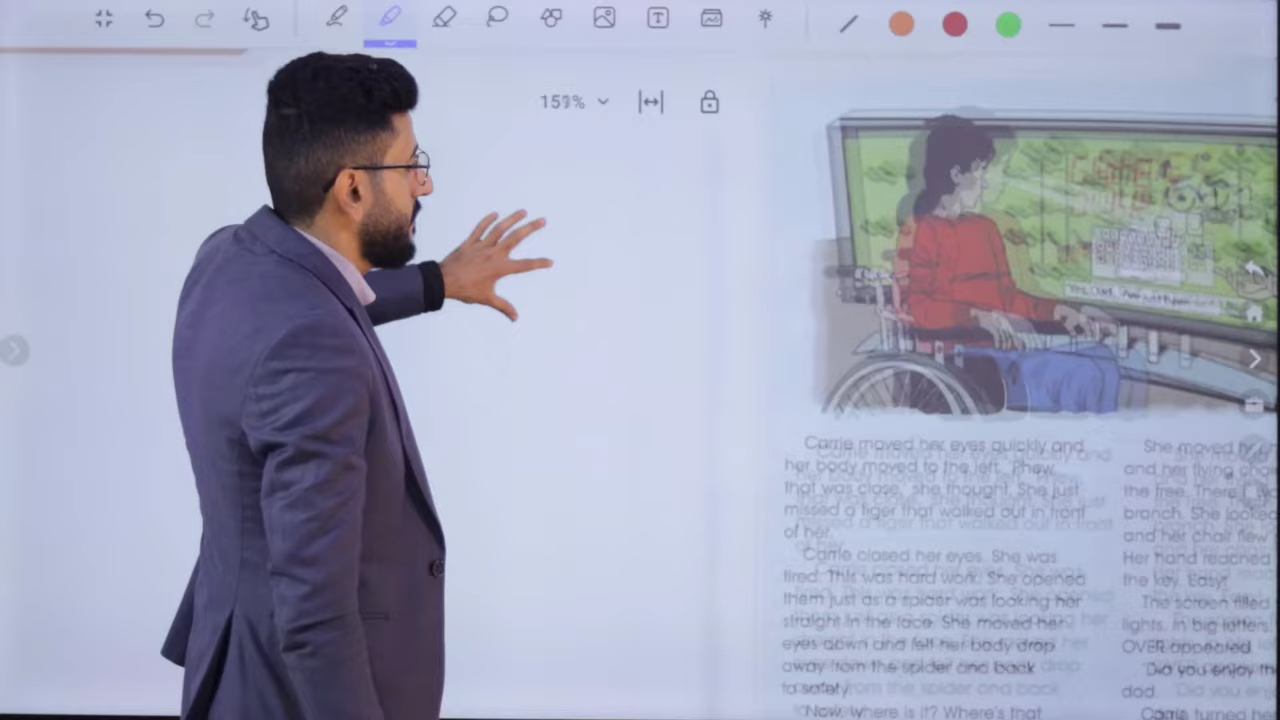 Carrie moved her eyes quickly and
her body moved to the left. 'Phew,
that was close,' she thought. She just
missed a tiger that walked out in front
of her.
Carrie closed her eyes. She was
tired. This was hard work. She opened
them just as a spider was looking her
straight in the face. She moved her
eyes down and felt her body drop
away from the spider and back
to safety.
'Now, where is it? Where's that
She moved her
and her flying chair
the tree. There
branch. She looked
and her chair flew
Her hand reached
the key. Easy!
The screen filled
lights. In big letters,
OVER appeared.
'Did you enjoy th
dad.
Carrie turned her